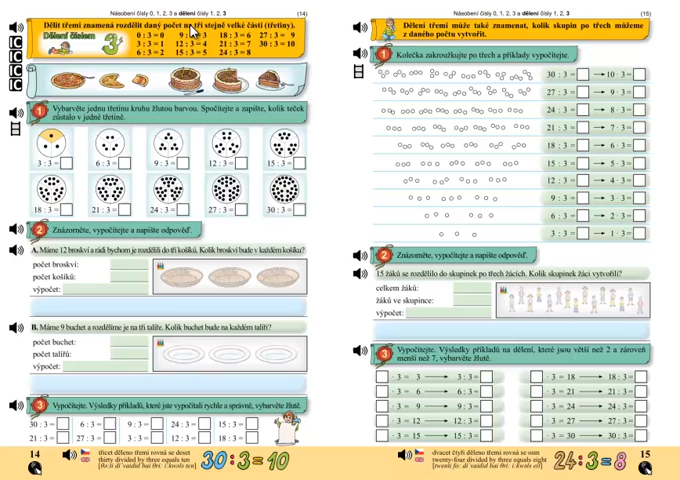 Násobení čísly 0, 1, 2, 3 a dělení čísly 1, 2, 3
(14)
Dělit třemi znamená rozdělit daný počet na tři stejně velké části (třetiny).
Dělení číslem 3
0 : 3 = 0 9 : 3 = 3 18 : 3 = 6 27 : 3 = 9
3 : 3 = 1 12 : 3 = 4 21 : 3 = 7 30 : 3 = 10
6 : 3 = 2 15 : 3 = 5 24 : 3 = 8
1 Vybarvěte jednu třetinu kruhu žlutou barvou. Spočítejte a zapište, kolik teček
zůstalo v jedné třetině.
3 : 3 = 6 : 3 = 9 : 3 = 12 : 3 = 15 : 3 =
18 : 3 = 21 : 3 = 24 : 3 = 27 : 3 = 30 : 3 =
2 Znázorněte, vypočítejte a napište odpověď.
A. Máme 12 broskví a rádi bychom je rozdělili do tří košíků. Kolik broskví bude v každém košíku?
počet broskví:
počet košíků:
výpočet:
B. Máme 9 buchet a rozdělíme je na tři talíře. Kolik buchet bude na každém talíři?
počet buchet:
počet talířů:
výpočet:
3 Vypočítejte. Výsledky příkladů, které jste vypočítali rychle a správně, vybarvěte žlutě.
30 : 3 = 6 : 3 = 9 : 3 = 24 : 3 = 15 : 3 =
21 : 3 = 27 : 3 = 3 : 3 = 12 : 3 = 18 : 3 =
14
třicet děleno třemi rovná se deset
thirty divided by three equals ten
30 : 3 = 10
Násobení čísly 0, 1, 2, 3 a dělení čísly 1, 2, 3
(15)
Dělení třemi může také znamenat, kolik skupin po třech můžeme
z daného počtu vytvořit.
1 Kolečka zakroužkujte po třech a příklady vypočítejte.
30 : 3 = → 10 · 3 =
27 : 3 = → 9 · 3 =
24 : 3 = → 8 · 3 =
21 : 3 = → 7 · 3 =
18 : 3 = → 6 · 3 =
15 : 3 = → 5 · 3 =
12 : 3 = → 4 · 3 =
9 : 3 = → 3 · 3 =
6 : 3 = → 2 · 3 =
3 : 3 = → 1 · 3 =
2 Znázorněte, vypočítejte a napište odpověď.
15 žáků se rozdělilo do skupinek po třech žácích. Kolik skupinek žáci vytvořili?
celkem žáků:
žáků ve skupince:
výpočet:
3 Vypočítejte. Výsledky příkladů na dělení, které jsou větší než 2 a zároveň
menší než 7, vybarvěte žlutě.
· 3 = 3 → 3 : 3 = · 3 = 18 → 18 : 3 =
· 3 = 6 → 6 : 3 = · 3 = 21 → 21 : 3 =
· 3 = 9 → 9 : 3 = · 3 = 24 → 24 : 3 =
· 3 = 12 → 12 : 3 = · 3 = 27 → 27 : 3 =
· 3 = 15 → 15 : 3 = · 3 = 30 → 30 : 3 =
dvacet čtyři děleno třemi rovná se osm
twenty-four divided by three equals eight
24 : 3 = 8
15